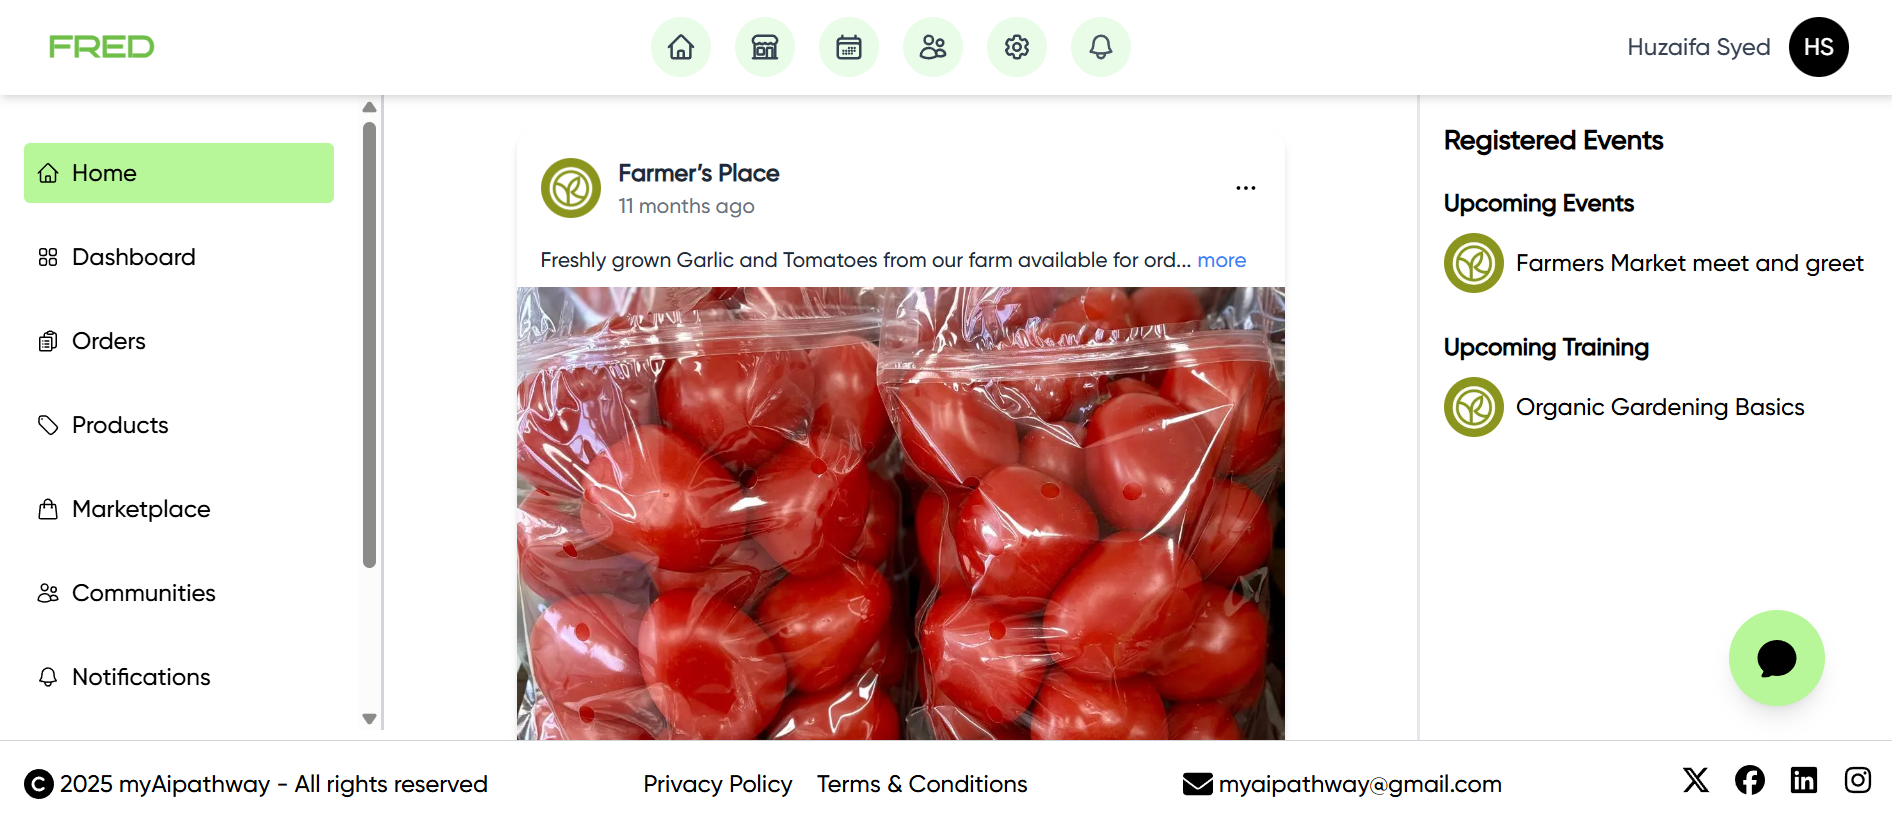 FRED
Huzaifa Syed
HS
Home
Dashboard
Orders
Products
Marketplace
Communities
Notifications
Farmer’s Place
11 months ago
Freshly grown Garlic and Tomatoes from our farm available for ord... more
Registered Events
Upcoming Events
Farmers Market meet and greet
Upcoming Training
Organic Gardening Basics
© 2025 myAipathway - All rights reserved
Privacy Policy
Terms & Conditions
myaipathway@gmail.com